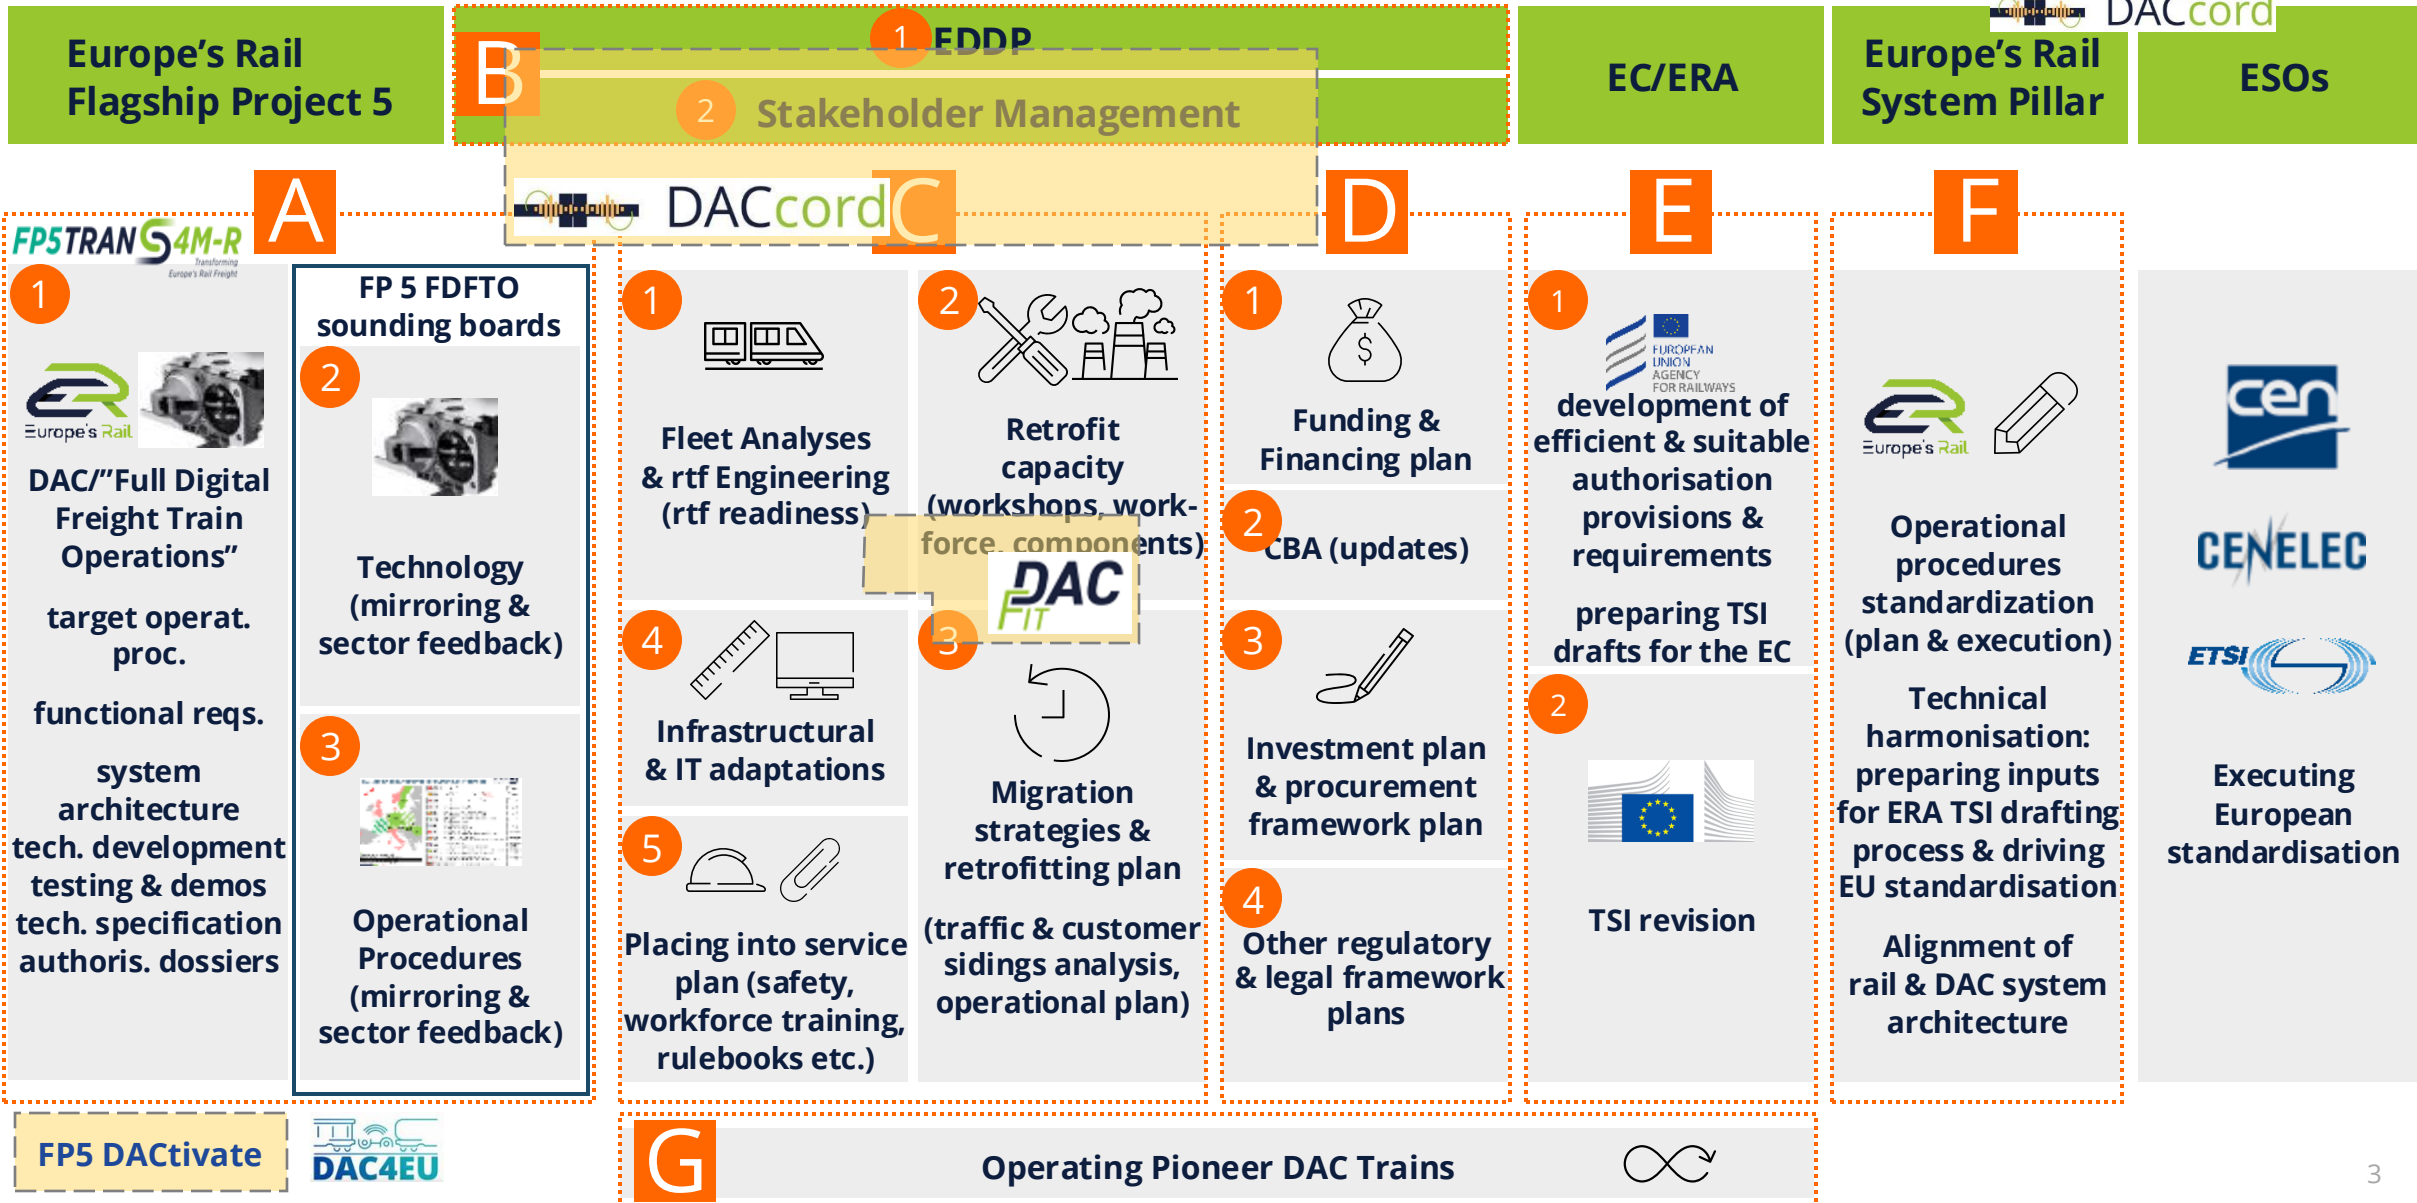 Europe's Rail
Flagship Project 5
B
1
EDDP
2
Stakeholder Management
EC/ERA
DACcord
Europe's Rail
System Pillar
ESOs
A
FP5TRANS4M-R
Transforming
Europe's Rail Freight
1
Europe's Rail
DAC/"Full Digital
Freight Train
Operations"
target operat.
proc.
functional reqs.
system
architecture
tech. development
testing & demos
tech. specification
authoris. dossiers
FP 5 FDFTO
sounding boards
2
Technology
(mirroring &
sector feedback)
3
Operational
Procedures
(mirroring &
sector feedback)
DACcord
C
1
Fleet Analyses
& rtf Engineering
(rtf readiness)
2
Retrofit
capacity
(workshops, work-
force, components)
DAC
FIT
4
Infrastructural
& IT adaptations
3
Migration
strategies &
retrofitting plan
(traffic & customer
sidings analysis,
operational plan)
5
Placing into service
plan (safety,
workforce training,
rulebooks etc.)
D
1
$
Funding &
Financing plan
2
CBA (updates)
3
Investment plan
& procurement
framework plan
4
Other regulatory
& legal framework
plans
E
1
EUROPEAN
UNION
AGENCY
FOR RAILWAYS
development of
efficient & suitable
authorisation
provisions &
requirements
preparing TSI
drafts for the EC
2
TSI revision
F
Europe's Rail
Operational
procedures
standardization
(plan & execution)
Technical
harmonisation:
preparing inputs
for ERA TSI drafting
process & driving
EU standardisation
Alignment of
rail & DAC system
architecture
cen
CENELEC
ETSI
Executing
European
standardisation
FP5 DACtivate
DAC4EU
G
Operating Pioneer DAC Trains
3